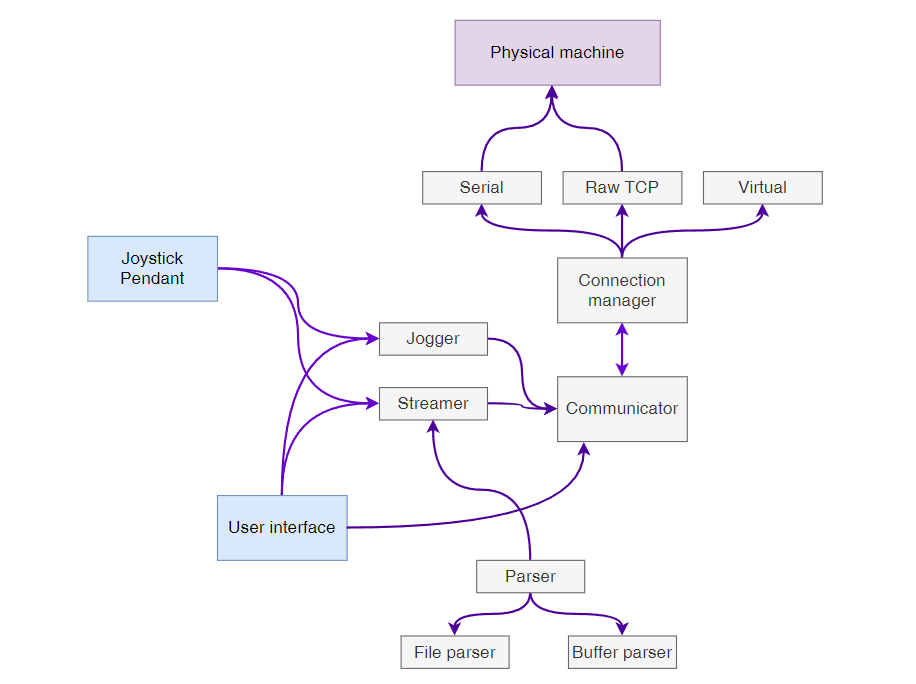 Physical machine
Serial
Raw TCP
Virtual
Joystick
Pendant
Connection
manager
Jogger
Streamer
Communicator
User interface
Parser
File parser
Buffer parser